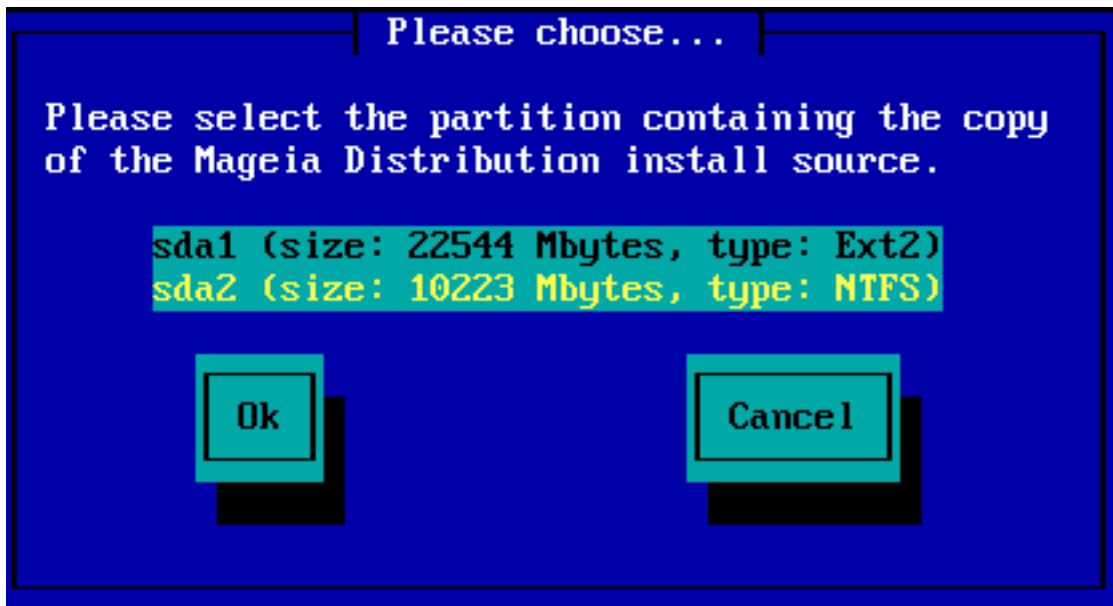 Please choose...
Please select the partition containing the copy
of the Mageia Distribution install source.
sda1 (size: 22544 Mbytes, type: Ext2)
sda2 (size: 10223 Mbytes, type: NTFS)
Ok
Cancel